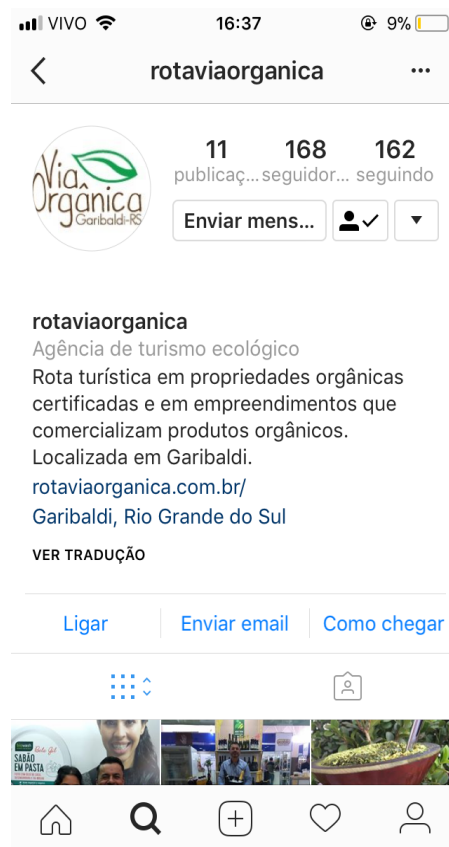 VIVO 16:37 9%
rotaviaorganica
Via
Orgânica
Garibaldi-RS
11 168 162
publicaç... seguidor... seguindo
Enviar mens...
rotaviaorganica
Agência de turismo ecológico
Rota turística em propriedades orgânicas
certificadas e em empreendimentos que
comercializam produtos orgânicos.
Localizada em Garibaldi.
rotaviaorganica.com.br/
Garibaldi, Rio Grande do Sul
VER TRADUÇÃO
Ligar Enviar email Como chegar
SABÃO
EM PASTA